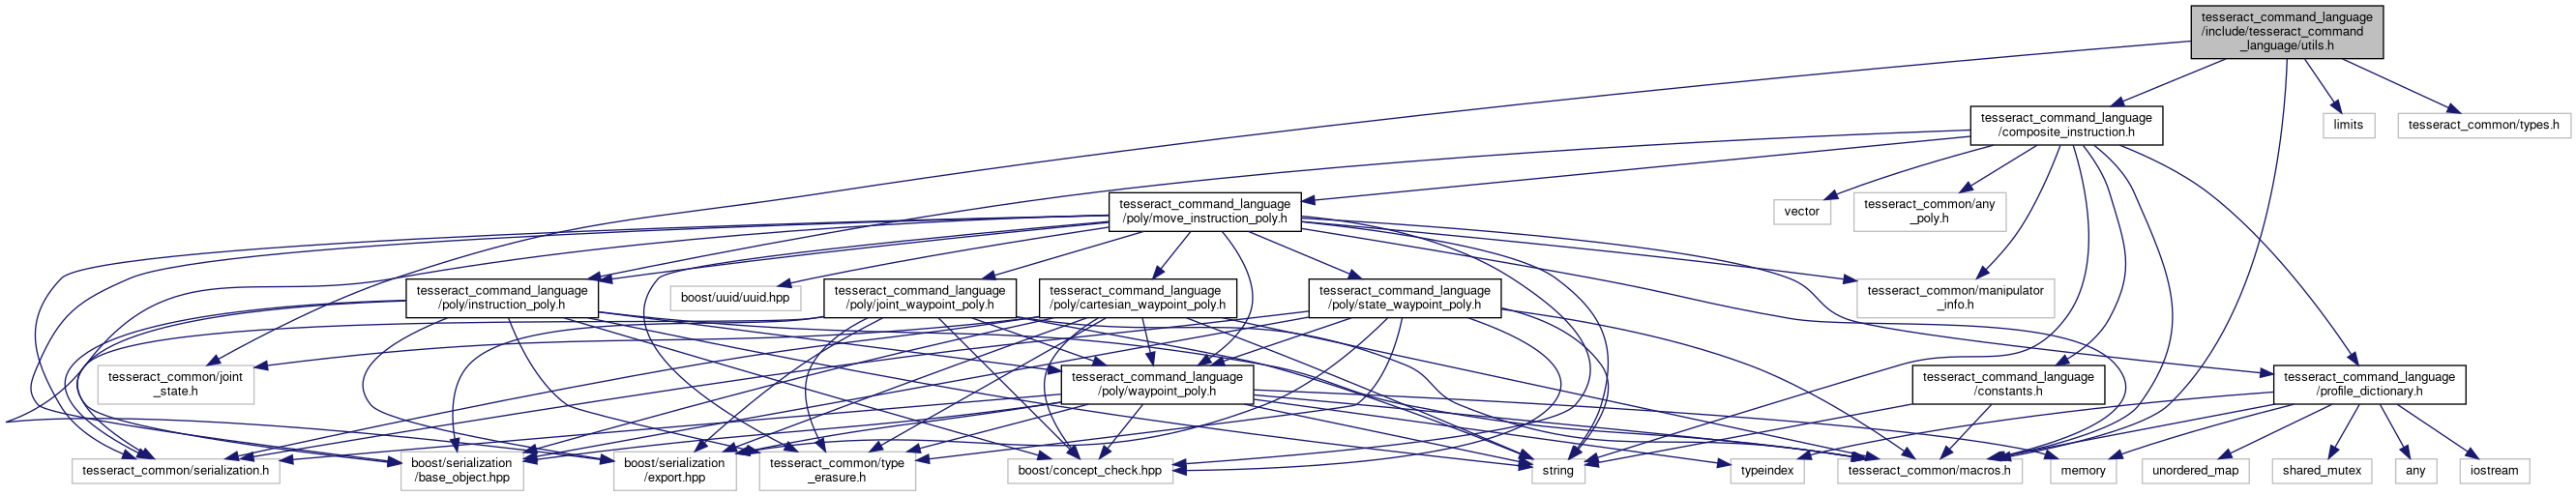 tesseract_command_language
/include/tesseract_command
_language/utils.h
tesseract_command_language
/composite_instruction.h
limits
tesseract_common/types.h
tesseract_command_language
/poly/move_instruction_poly.h
vector
tesseract_common/any
_poly.h
tesseract_command_language
/poly/instruction_poly.h
boost/uuid/uuid.hpp
tesseract_command_language
/poly/joint_waypoint_poly.h
tesseract_command_language
/poly/cartesian_waypoint_poly.h
tesseract_command_language
/poly/state_waypoint_poly.h
tesseract_common/manipulator
_info.h
tesseract_common/joint
_state.h
tesseract_command_language
/poly/waypoint_poly.h
tesseract_command_language
/constants.h
tesseract_command_language
/profile_dictionary.h
tesseract_common/serialization.h
boost/serialization
/base_object.hpp
boost/serialization
/export.hpp
tesseract_common/type
_erasure.h
boost/concept_check.hpp
string
typeindex
tesseract_common/macros.h
memory
unordered_map
shared_mutex
any
iostream